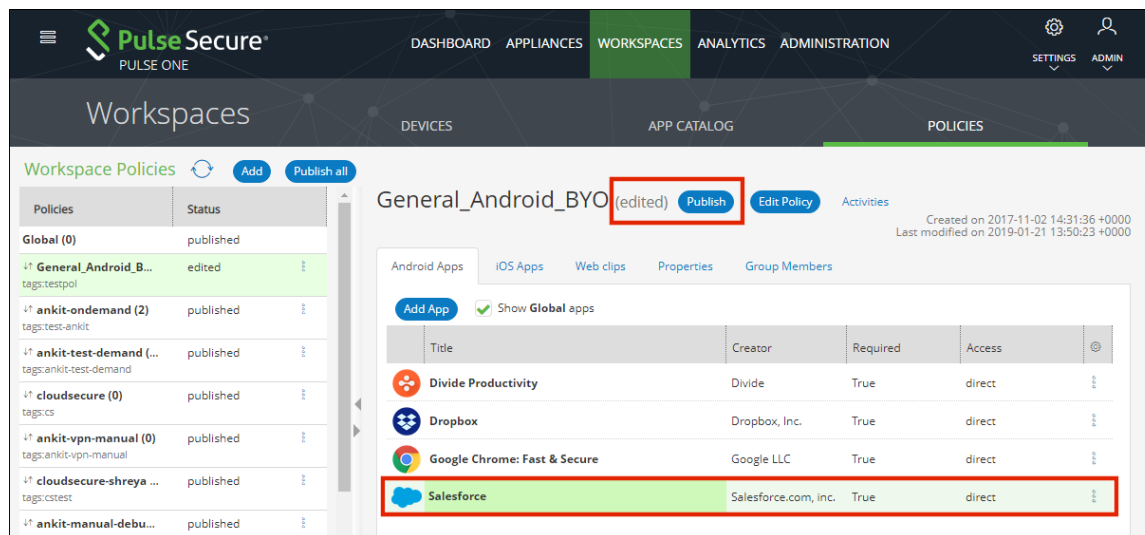 Pulse Secure
PULSE ONE
DASHBOARD APPLIANCES WORKSPACES ANALYTICS ADMINISTRATION
SETTINGS ADMIN
Workspaces
DEVICES APP CATALOG POLICIES
Workspace Policies Add Publish all
Policies Status
Global (0) published
General_Android_B... edited
tags:testpol
ankit-ondemand (2) published
tags:test-ankit
ankit-test-demand (... published
tags:ankit-test-demand
cloudsecure (0) published
tags:cs
ankit-vpn-manual (0) published
tags:ankit-vpn-manual
cloudsecure-shreya ... published
tags:cstest
ankit-manual-debu... published
General_Android_BYO (edited) Publish Edit Policy Activities
Created on 2017-11-02 14:31:36 +0000
Last modified on 2019-01-21 13:50:23 +0000
Android Apps iOS Apps Web clips Properties Group Members
Add App Show Global apps
Title Creator Required Access
Divide Productivity Divide True direct
Dropbox Dropbox, Inc. True direct
Google Chrome: Fast & Secure Google LLC True direct
Salesforce Salesforce.com, inc. True direct